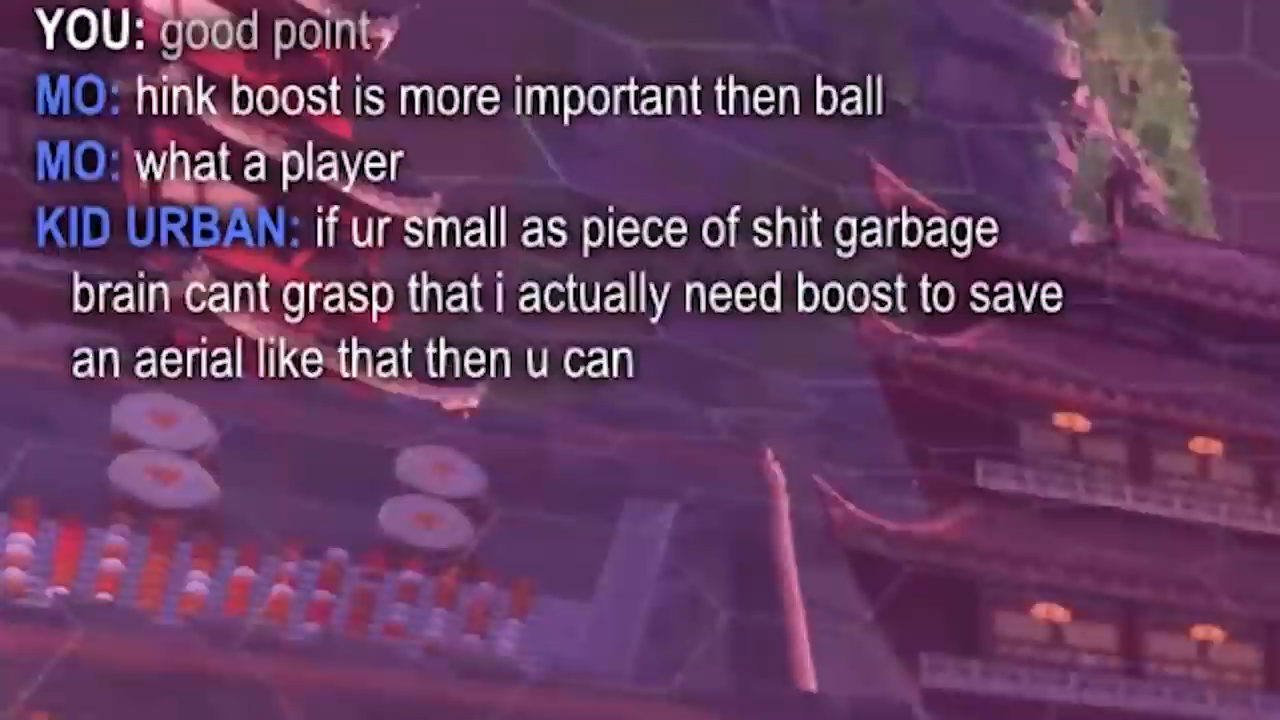 YOU: good point
MO: hink boost is more important then ball
MO: what a player
KID URBAN: if ur small as piece of shit garbage
brain cant grasp that i actually need boost to save
an aerial like that then u can